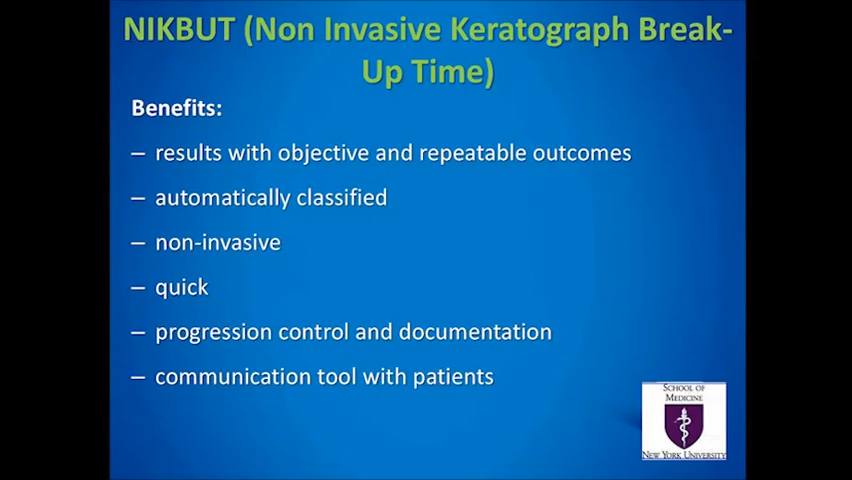 NIKBUT (Non Invasive Keratograph Break-
Up Time)
Benefits:
– results with objective and repeatable outcomes
– automatically classified
– non-invasive
– quick
– progression control and documentation
– communication tool with patients
SCHOOL OF
MEDICINE
NEW YORK UNIVERSITY